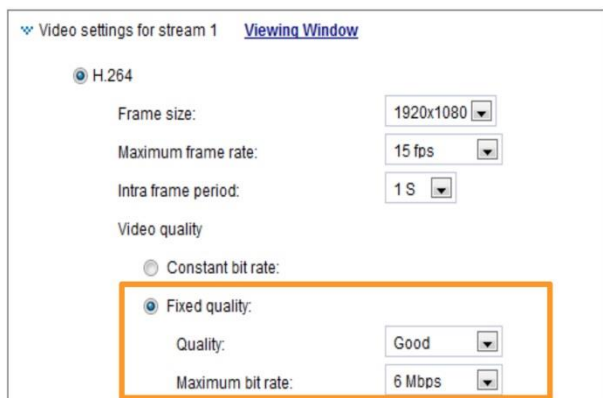 Video settings for stream 1 Viewing Window
H.264
Frame size: 1920x1080
Maximum frame rate: 15 fps
Intra frame period: 1 S
Video quality
Constant bit rate:
Fixed quality:
Quality: Good
Maximum bit rate: 6 Mbps